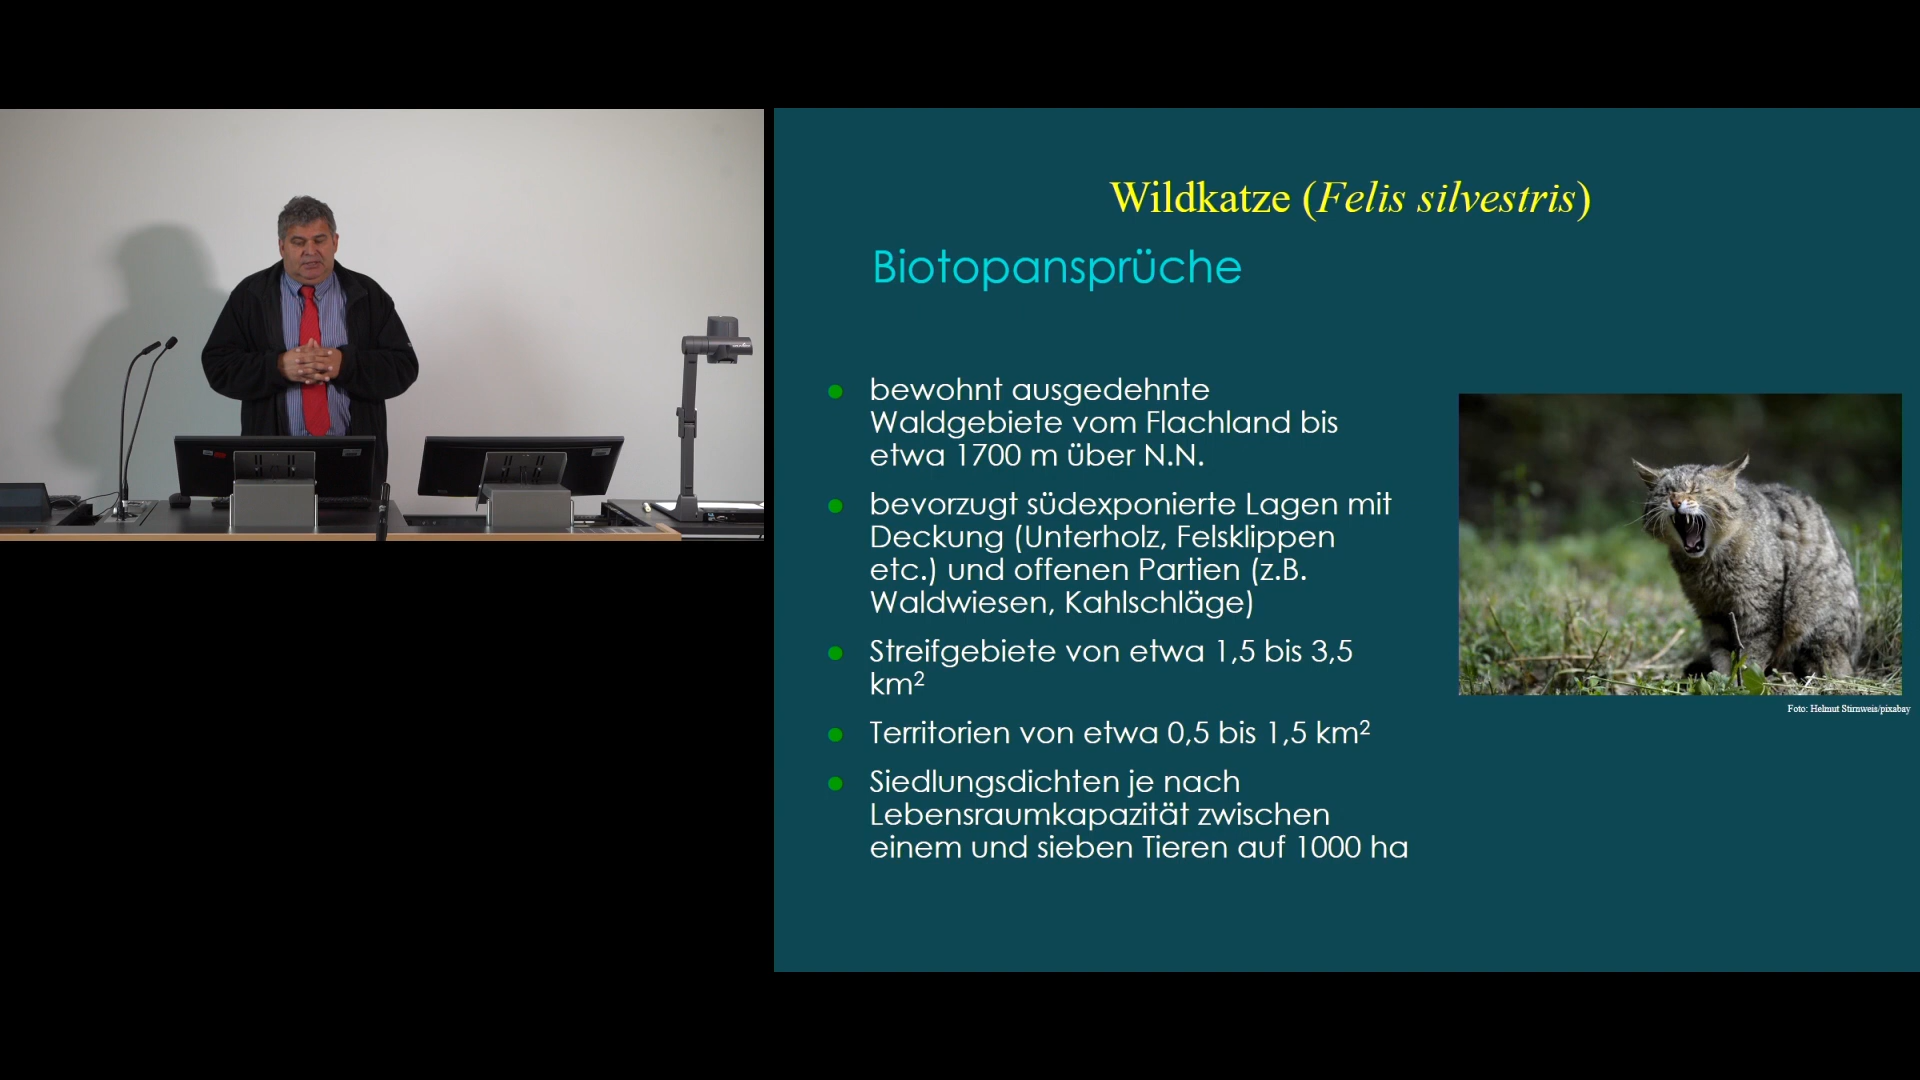 Wildkatze (Felis silvestris)
Biotopansprüche
bewohnt ausgedehnte
Waldgebiete vom Flachland bis
etwa 1700 m über N.N.
bevorzugt südexponierte Lagen mit
Deckung (Unterholz, Felsklippen
etc.) und offenen Partien (z.B.
Waldwiesen, Kahlschläge)
Streifgebiete von etwa 1,5 bis 3,5
km²
Territorien von etwa 0,5 bis 1,5 km²
Siedlungsdichten je nach
Lebensraumkapazität zwischen
einem und sieben Tieren auf 1000 ha
Foto: Helmut Stirnweis/pixabay